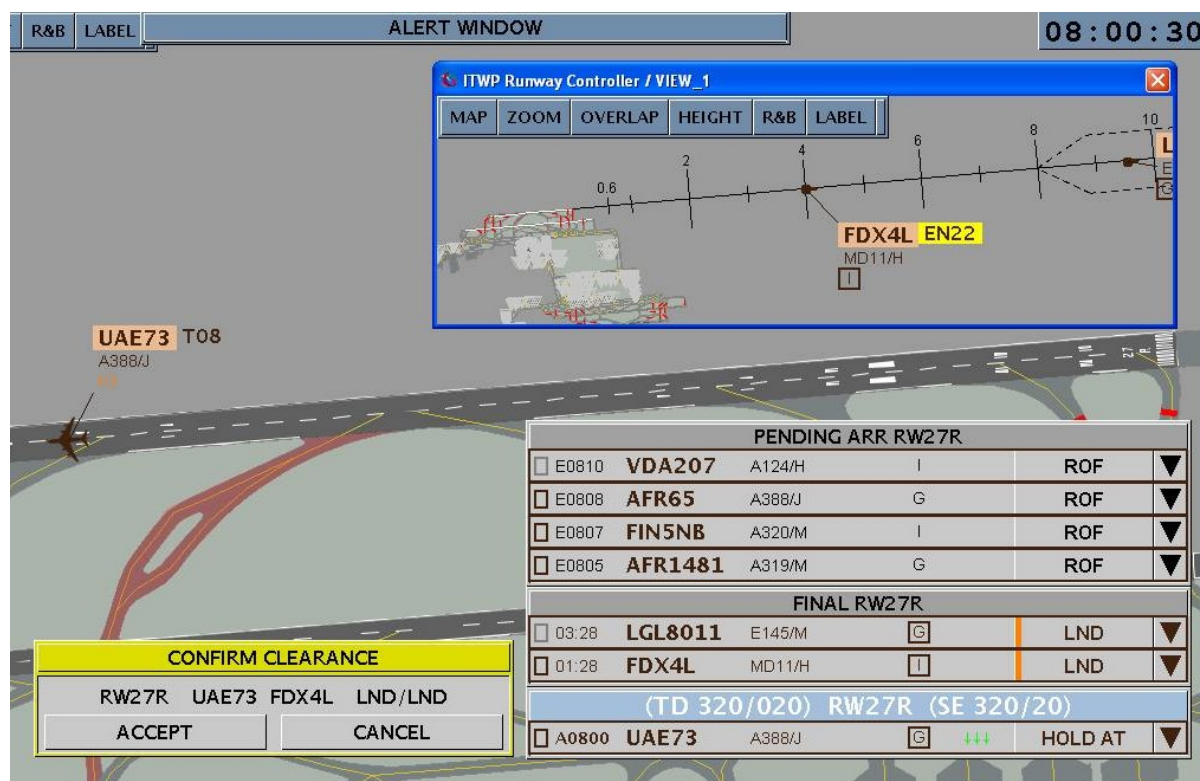 R&B LABEL
ALERT WINDOW
08:00:30
ITWP Runway Controller / VIEW_1
MAP ZOOM OVERLAP HEIGHT R&B LABEL
0.6 2 4 6 8 10
L
E
G
FDX4L EN22
MD11/H
I
UAE73 T08
A388/J
27 R
PENDING ARR RW27R
E0810 VDA207 A124/H I ROF
E0808 AFR65 A388/J G ROF
E0807 FIN5NB A320/M I ROF
E0805 AFR1481 A319/M G ROF
FINAL RW27R
03:28 LGL8011 E145/M G LND
01:28 FDX4L MD11/H I LND
(TD 320/020) RW27R (SE 320/20)
A0800 UAE73 A388/J G ↓↓↓ HOLD AT
CONFIRM CLEARANCE
RW27R UAE73 FDX4L LND/LND
ACCEPT CANCEL